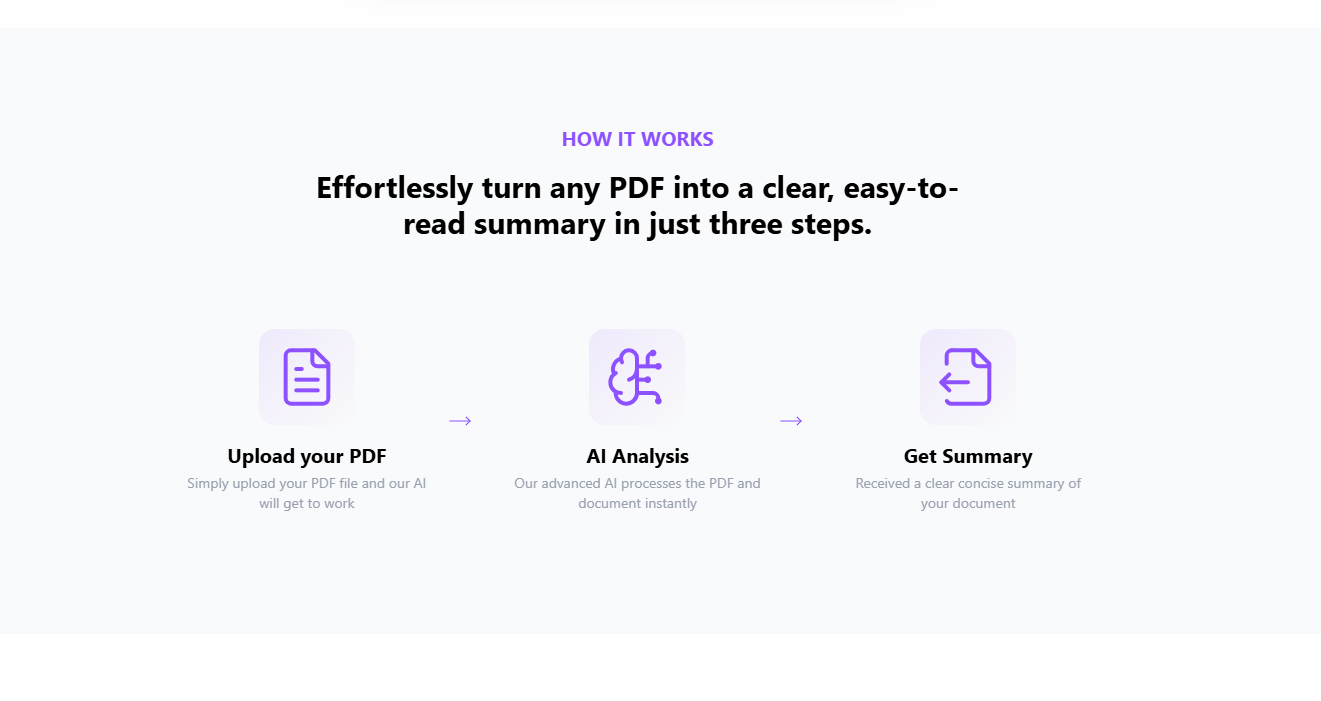 HOW IT WORKS
Effortlessly turn any PDF into a clear, easy-to-
read summary in just three steps.
Upload your PDF
Simply upload your PDF file and our AI
will get to work
AI Analysis
Our advanced AI processes the PDF and
document instantly
Get Summary
Received a clear concise summary of
your document